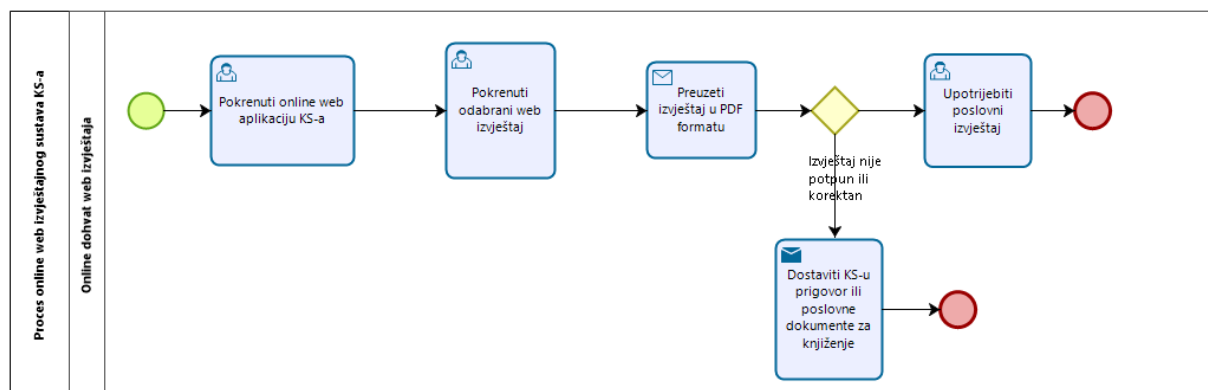 Proces online web izvještajnog sustava KS-a
Online dohvat web izvještaja
Pokrenuti online web
aplikaciju KS-a
Pokrenuti
odabrani web
izvještaj
Preuzeti
izvještaj u PDF
formatu
Izvještaj nije
potpun ili
korektan
Upotrijebiti
poslovni
izvještaj
Dostaviti KS-u
prigovor ili
poslovne
dokumente za
knjiženje